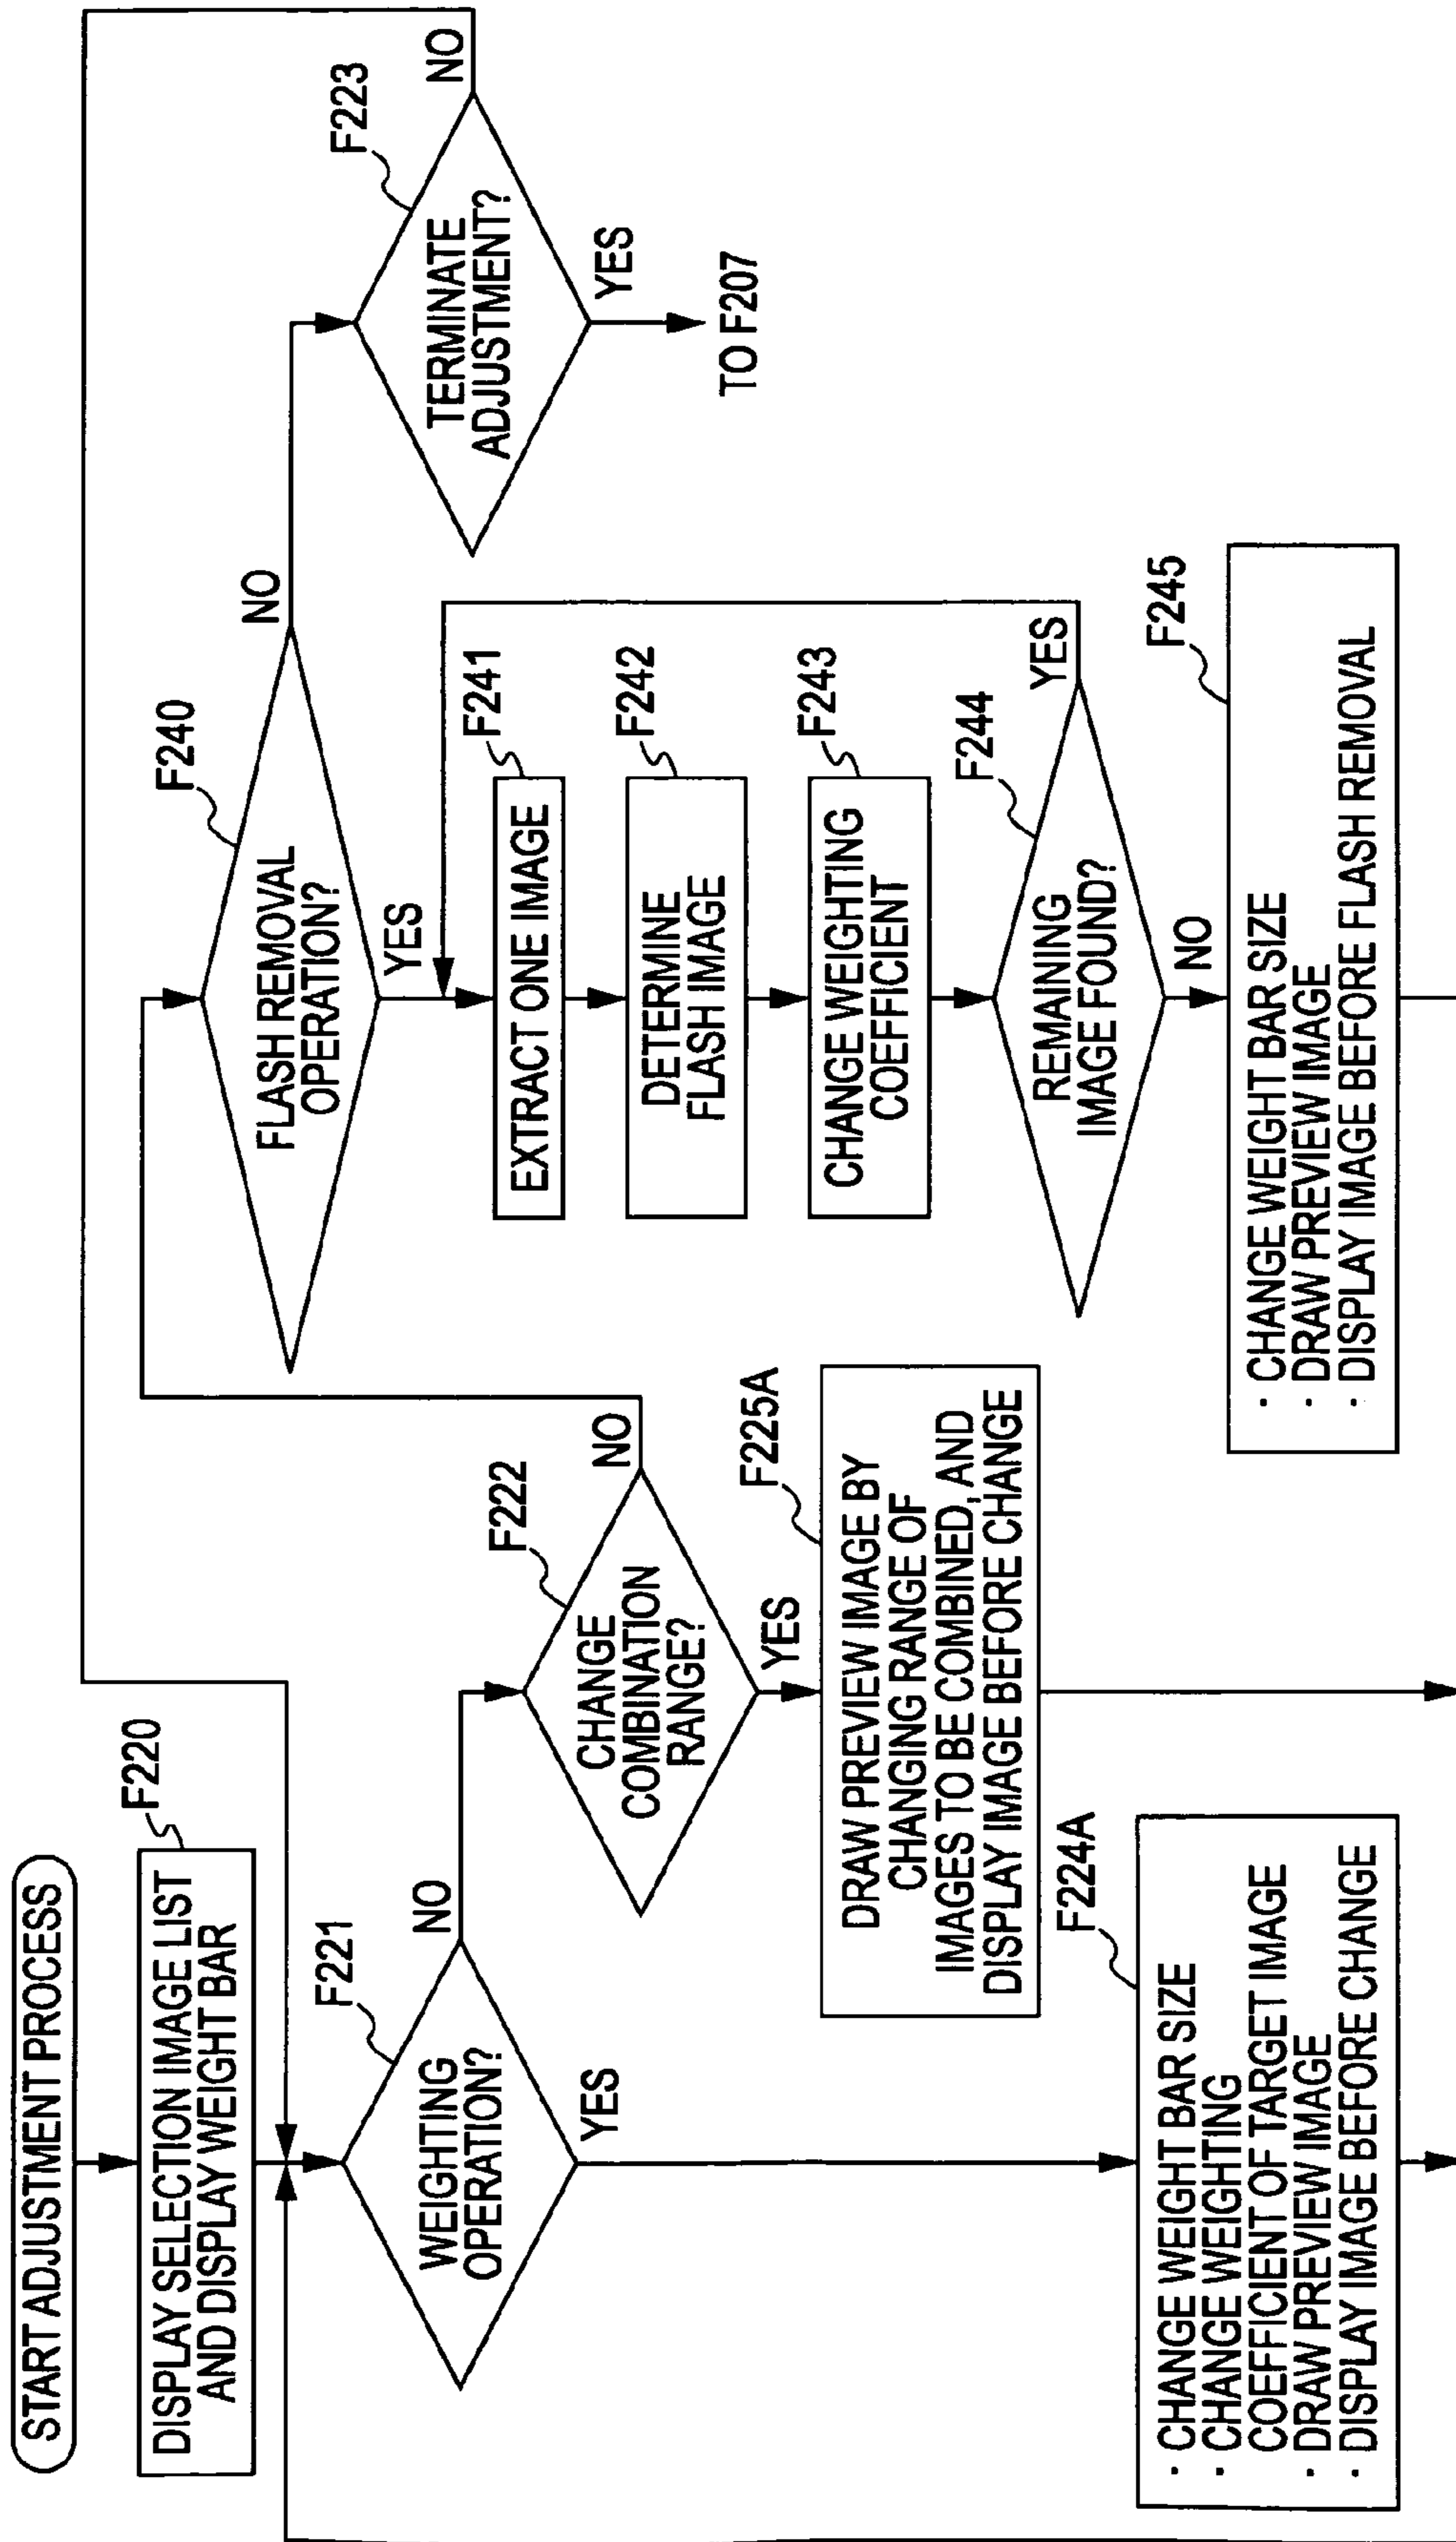 START ADJUSTMENT PROCESS
F220
DISPLAY SELECTION IMAGE LIST
AND DISPLAY WEIGHT BAR
F221
WEIGHTING
OPERATION?
NO
YES
F224A
· CHANGE WEIGHT BAR SIZE
· CHANGE WEIGHTING
COEFFICIENT OF TARGET IMAGE
· DRAW PREVIEW IMAGE
· DISPLAY IMAGE BEFORE CHANGE
F222
CHANGE
COMBINATION
RANGE?
NO
YES
F225A
DRAW PREVIEW IMAGE BY
CHANGING RANGE OF
IMAGES TO BE COMBINED, AND
DISPLAY IMAGE BEFORE CHANGE
F240
FLASH REMOVAL
OPERATION?
NO
YES
F241
EXTRACT ONE IMAGE
F242
DETERMINE
FLASH IMAGE
F243
CHANGE WEIGHTING
COEFFICIENT
F244
REMAINING
IMAGE FOUND?
YES
NO
F245
· CHANGE WEIGHT BAR SIZE
· DRAW PREVIEW IMAGE
· DISPLAY IMAGE BEFORE FLASH REMOVAL
F223
TERMINATE
ADJUSTMENT?
NO
YES
TO F207